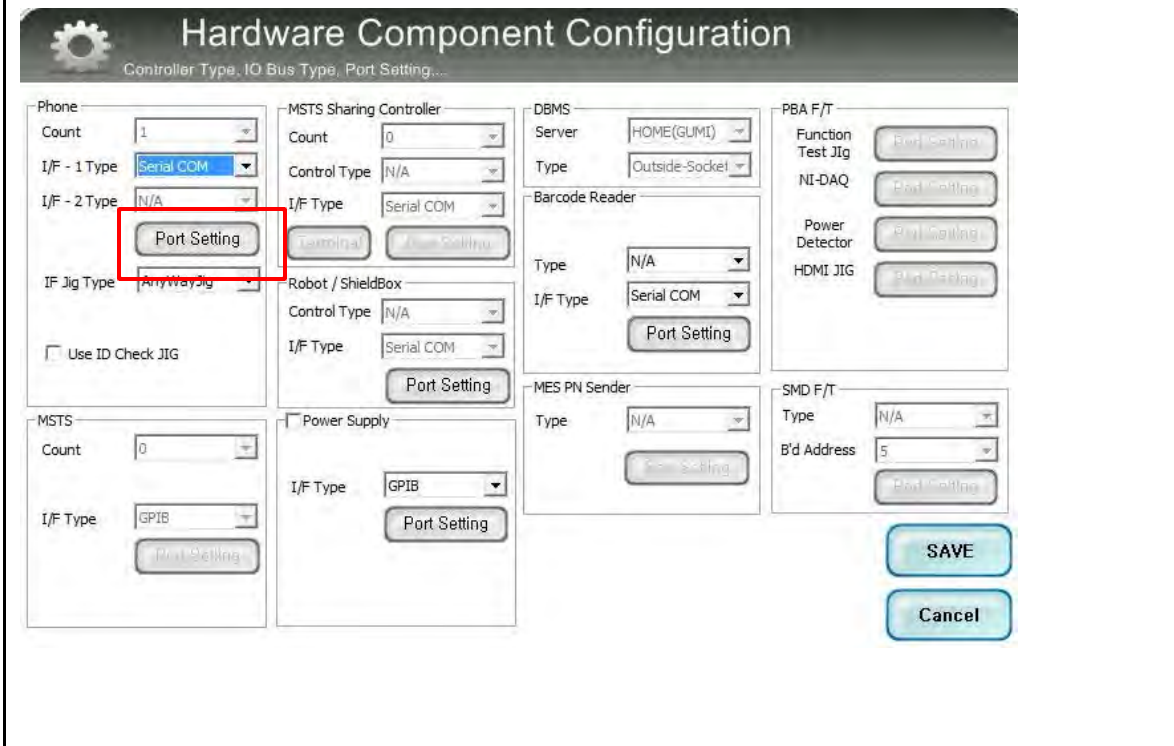 Hardware Component Configuration
Controller Type, IO Bus Type, Port Setting....
Phone
Count 1
I/F - 1 Type Serial COM
I/F - 2 Type N/A
Port Setting
IF Jig Type AnyWayJig
Use ID Check JIG
MSTS
Count 0
I/F Type GPIB
Port Setting
MSTS Sharing Controller
Count 0
Control Type N/A
I/F Type Serial COM
Terminal
Robot / ShieldBox
Control Type N/A
I/F Type Serial COM
Port Setting
Power Supply
I/F Type GPIB
Port Setting
DBMS
Server HOME(GUMI)
Type Outside-Socket
Barcode Reader
Type N/A
I/F Type Serial COM
Port Setting
MES PN Sender
Type N/A
PBA F/T
Function
Test JIg
Port Setting
NI-DAQ
Port Setting
Power
Detector
Port Setting
HDMI JIG
Port Setting
SMD F/T
Type N/A
B'd Address 5
Port Setting
SAVE
Cancel